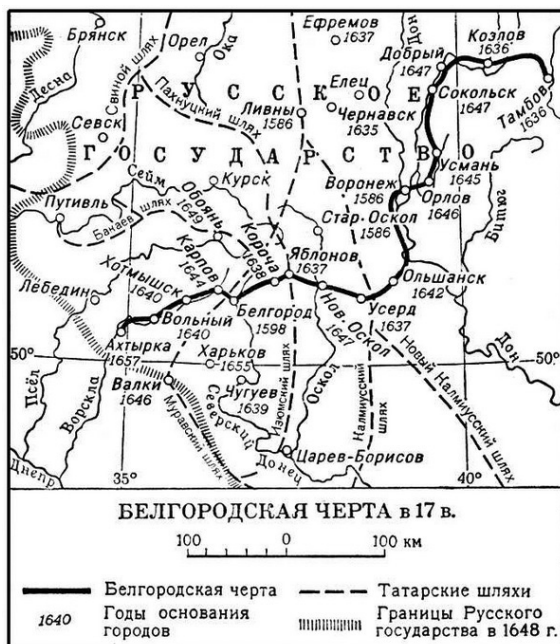 Брянск
Орел
Ока
Ефремов
1637
Дон
Козлов
1636
Добрый
1647
Десна
Свиной шлях
РУССКОЕ
Елец
Сокольск
1647
Тамбов
1636
Пахнуцкий шлях
Ливны
1586
Чернавск
1635
Севск
ГОСУДАРСТВО
Усмань
1645
Сейм
Курск
Воронеж
1586
Орлов
1646
Путивль
Бакаев шлях
Обоянь
1649
Стар. Оскол
1586
Битюг
Карпов
1644
Короча
1638
Яблонов
1637
Лебедин
Хотмышск
1640
Ольшанск
1642
Белгород
1598
Нов. Оскол
1647
Усерд
1637
Вольный
1640
Ахтырка
1657
50°
Харьков
1655
Дон
50°
Валки
1646
Чугуев
1639
Псёл
Ворскла
Муравский шлях
Северский
Донец
Изюмский шлях
Оскол
Калмиусский
шлях
Новый Калмиусский
шлях
Царев-Борисов
Днепр
35°
40°
БЕЛГОРОДСКАЯ ЧЕРТА в 17 в.
100 0 100
км
Белгородская черта
Татарские шляхи
1640
Годы основания
городов
Границы Русского
государства в 1648 г.